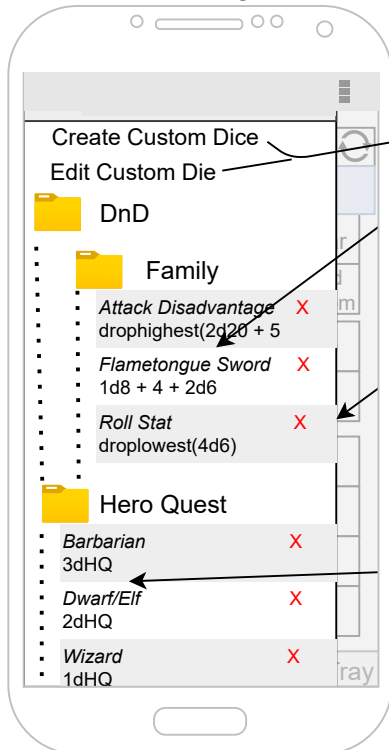 Create Custom Dice
Edit Custom Die
DnD
Family
Attack Disadvantage X
drophighest(2d20 + 5
Flametongue Sword X
1d8 + 4 + 2d6
Roll Stat X
droplowest(4d6)
Hero Quest
Barbarian X
3dHQ
Dwarf/Elf X
2dHQ
Wizard X
1dHQ
r
d
m
ray